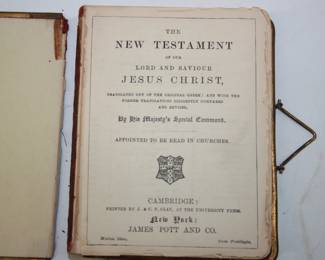 THE
NEW TESTAMENT
OF OUR
LORD AND SAVIOUR
JESUS CHRIST,
TRANSLATED OUT OF THE ORIGINAL GREEK: AND WITH THE
FORMER TRANSLATIONS DILIGENTLY COMPARED
AND REVISED,
By His Majesty's Special Command.
APPOINTED TO BE READ IN CHURCHES.
CAMBRIDGE:
PRINTED BY J. & C. F. CLAY, AT THE UNIVERSITY PRESS.
New York:
JAMES POTT AND CO.